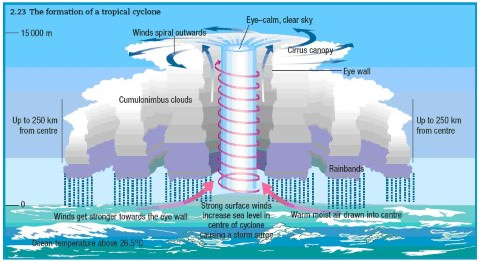 2.23 The formation of a tropical cyclone
Eye–calm, clear sky
15 000 m
Winds spiral outwards
Cirrus canopy
Eye wall
Cumulonimbus clouds
Up to 250 km
from centre
Up to 250 km
from centre
Rainbands
0
Winds get stronger towards the eye wall
Strong surface winds
increase sea level in
centre of cyclone
causing a storm surge
Warm moist air drawn into centre
Ocean temperature above 26.5°C